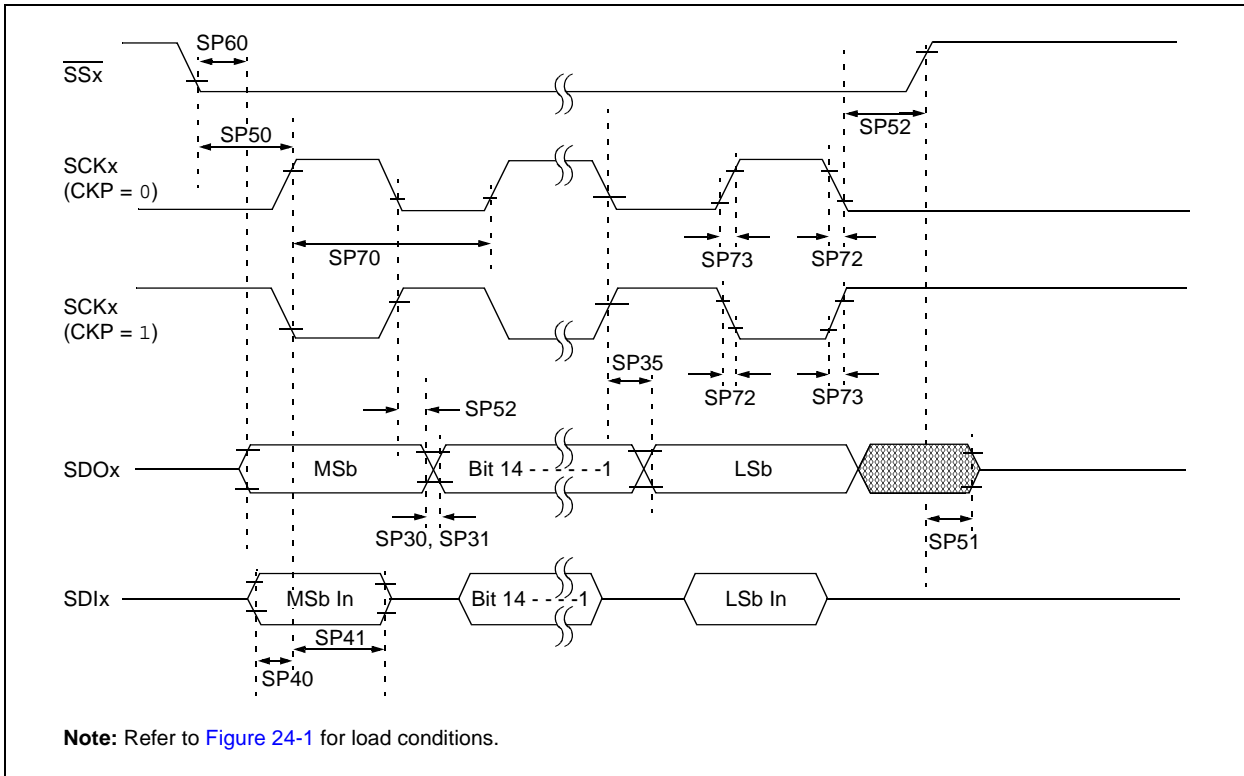 SP60
SSx
SP50
SP52
SCKx
(CKP = 0)
SP70
SP73
SP72
SCKx
(CKP = 1)
SP35
SP72
SP73
SP52
SDOx
MSb
Bit 14 - - - - - -1
LSb
SP30, SP31
SP51
SDIx
MSb In
Bit 14 - - - -1
LSb In
SP41
SP40
Note: Refer to Figure 24-1 for load conditions.